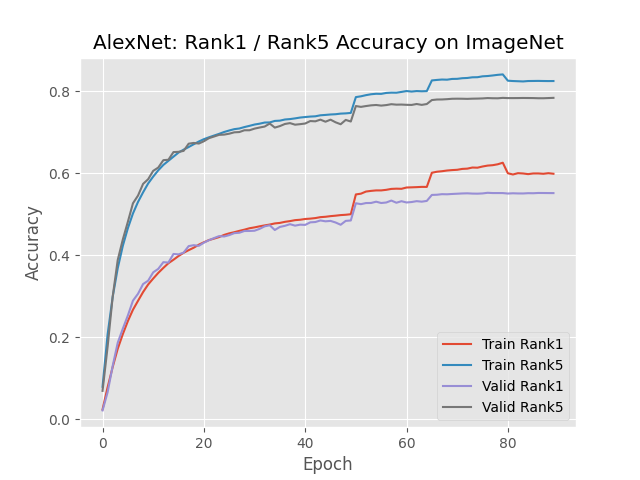 AlexNet: Rank1 / Rank5 Accuracy on ImageNet
Accuracy
0.8
0.6
0.4
0.2
0.0
Train Rank1
Train Rank5
Valid Rank1
Valid Rank5
0 20 40 60 80
Epoch